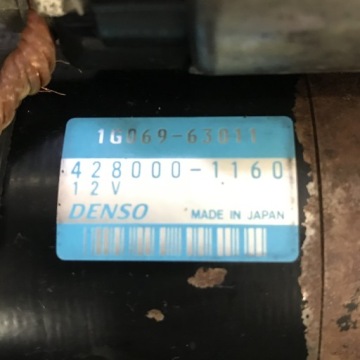 1G069-63011
428000-1160
12V
DENSO MADE IN JAPAN